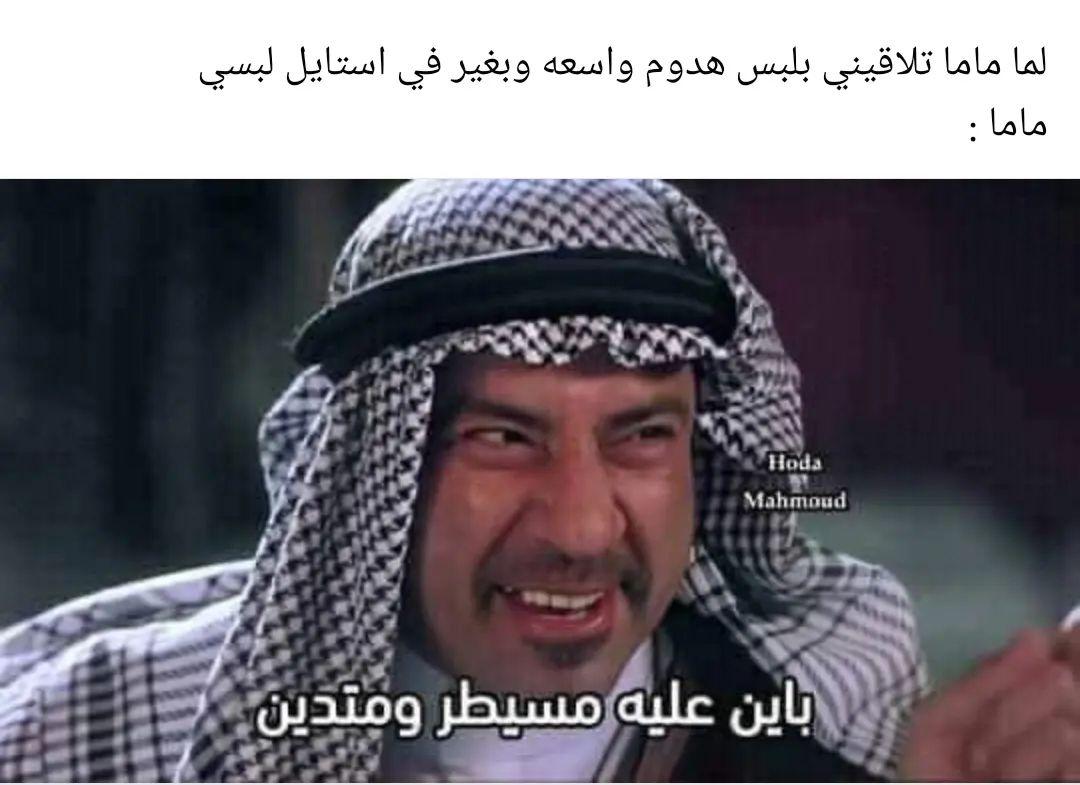 لما ماما تلاقيني بلبس هدوم واسعه وبغير في استايل لبسي
ماما :
Hoda
Mahmoud
باين عليه مسيطر ومتدين